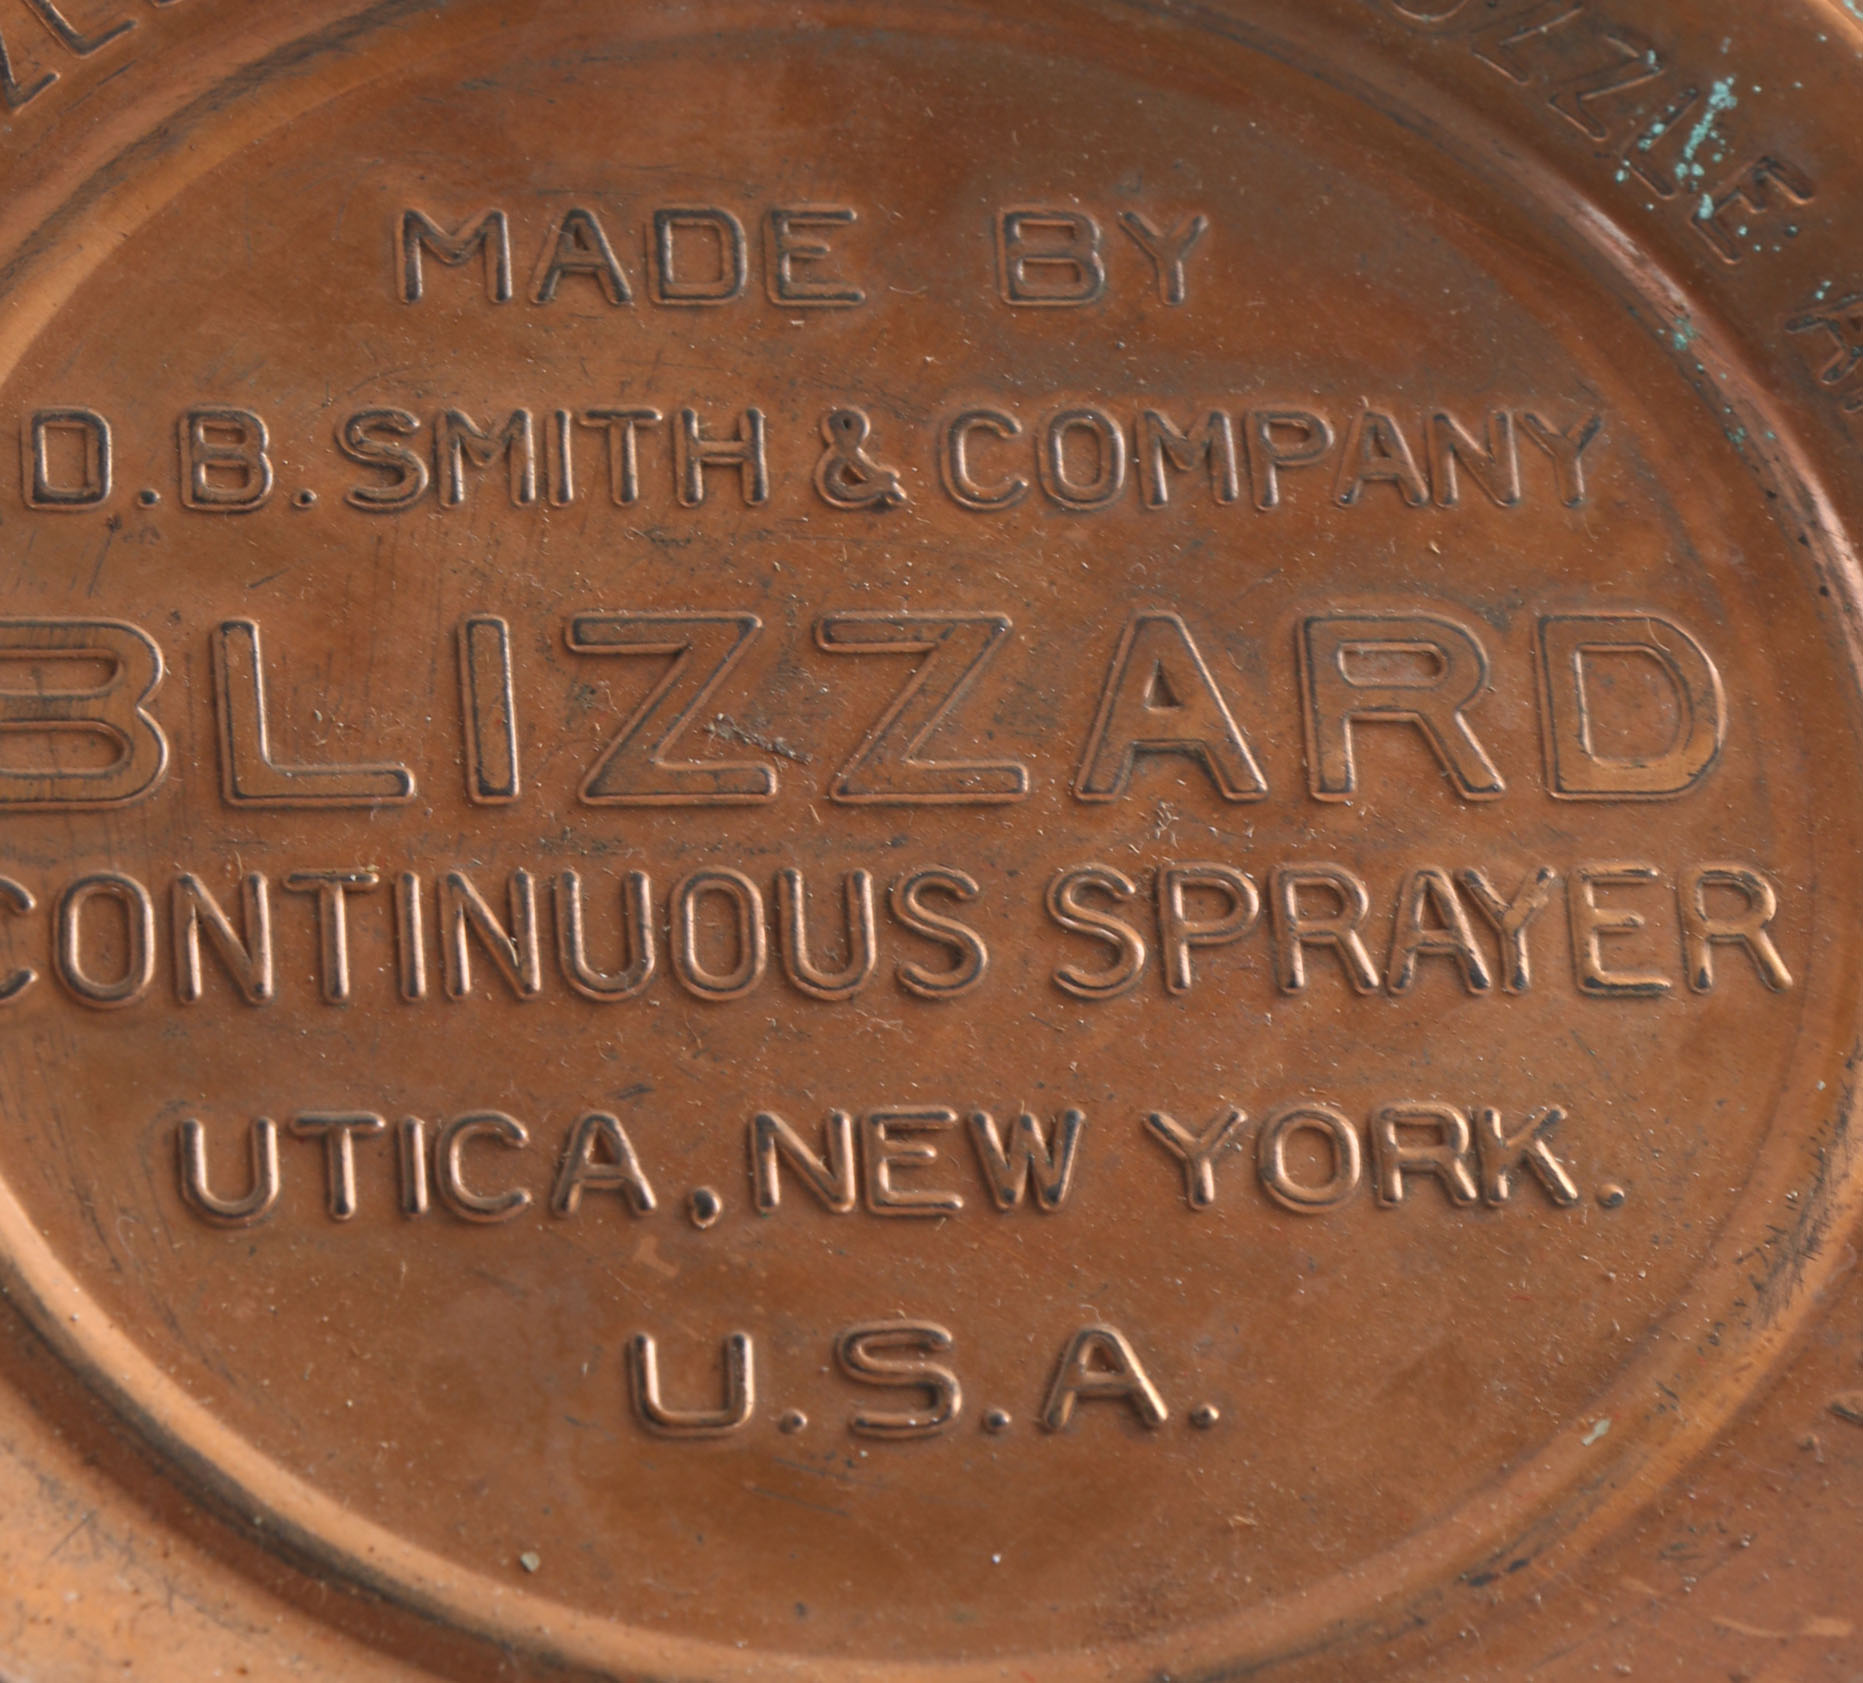 MADE BY
D.B. SMITH & COMPANY
BLIZZARD
CONTINUOUS SPRAYER
UTICA, NEW YORK.
U.S.A.